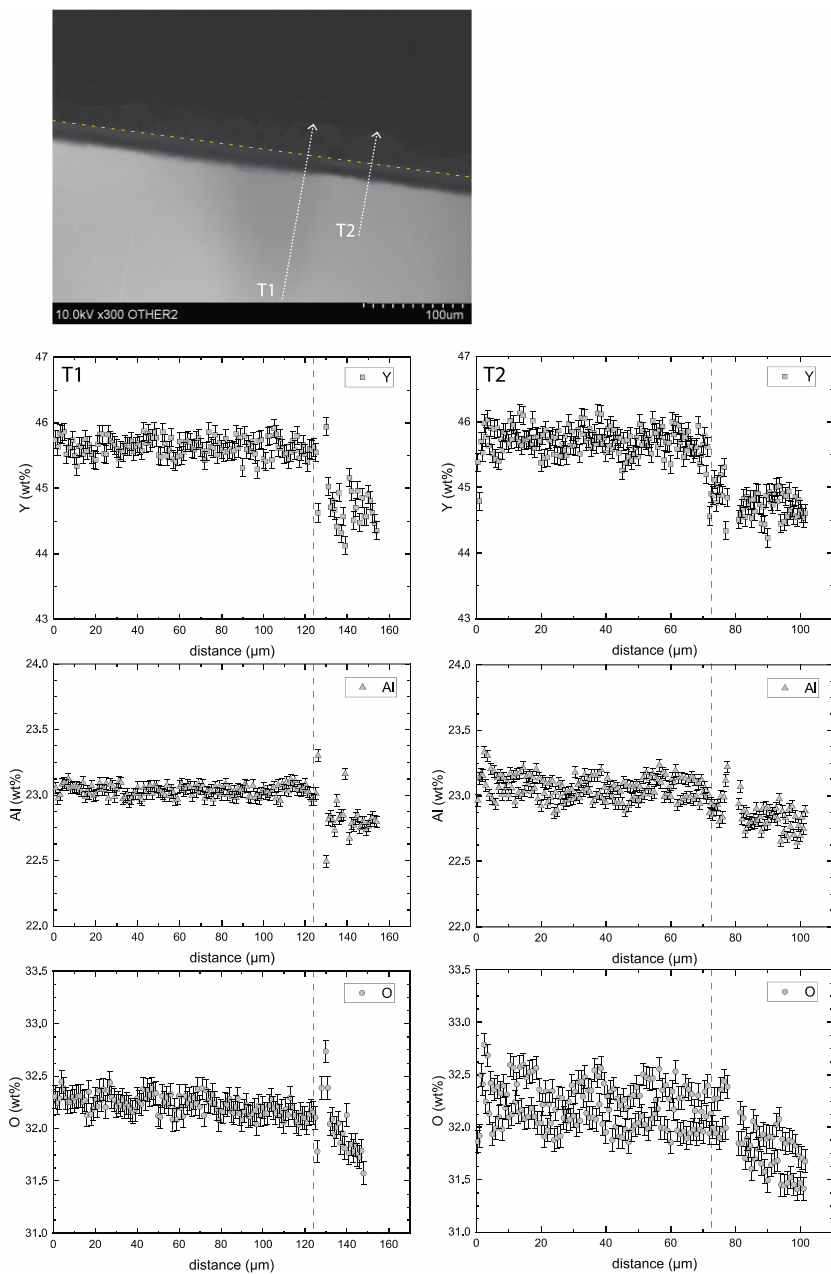 T2
T1
10.0kV x300 OTHER2
100um
T1
Y
47
46
45
44
43
Y (wt%)
0 20 40 60 80 100 120 140 160
distance (µm)
T2
Y
47
46
45
44
43
Y (wt%)
0 20 40 60 80 100
distance (µm)
Al
24.0
23.5
23.0
22.5
22.0
Al (wt%)
0 20 40 60 80 100 120 140 160
distance (µm)
Al
24.0
23.5
23.0
22.5
22.0
Al (wt%)
0 20 40 60 80 100
distance (µm)
O
33.5
33.0
32.5
32.0
31.5
31.0
O (wt%)
0 20 40 60 80 100 120 140 160
distance (µm)
O
33.5
33.0
32.5
32.0
31.5
31.0
O (wt%)
0 20 40 60 80 100
distance (µm)